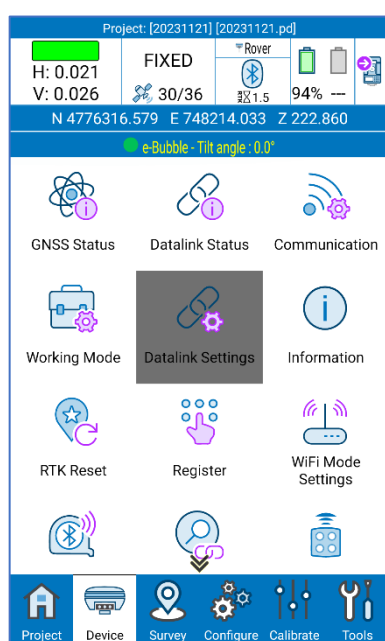 Project: [20231121] [20231121.pd]
H: 0.021
V: 0.026
FIXED
30/36
Rover
1.5
94% ---
N 4776316.579 E 748214.033 Z 222.860
e-Bubble - Tilt angle : 0.0°
GNSS Status Datalink Status Communication
Working Mode Datalink Settings Information
RTK Reset Register WiFi Mode
Settings
Project Device Survey Configure Calibrate Tools